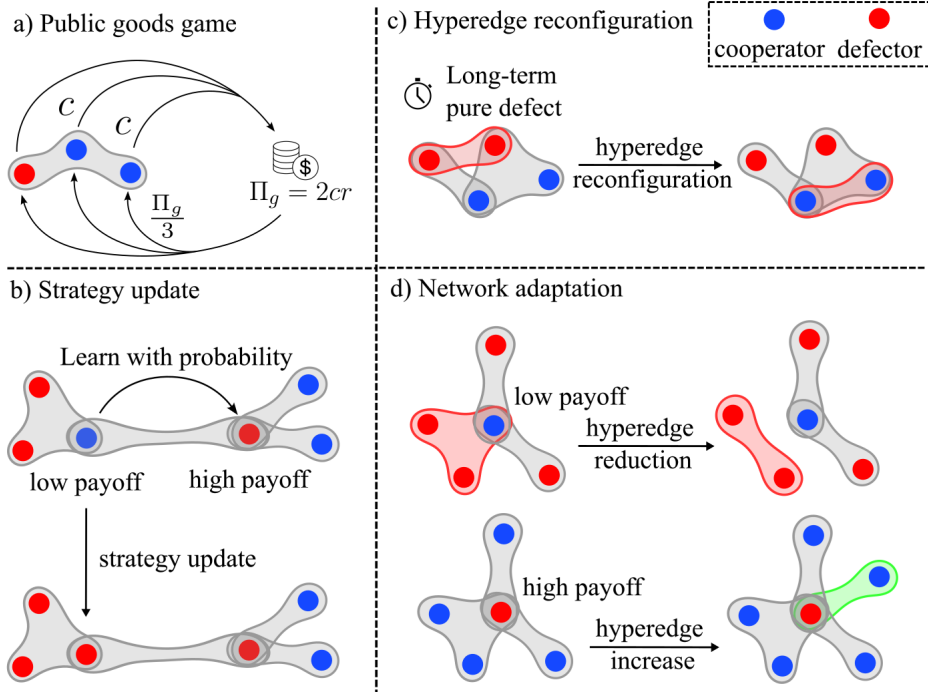 a) Public goods game
c
c
$
Π_g = 2cr
Π_g
3
b) Strategy update
Learn with probability
low payoff
high payoff
strategy update
c) Hyperedge reconfiguration
cooperator
defector
Long-term
pure defect
hyperedge
reconfiguration
d) Network adaptation
low payoff
hyperedge
reduction
high payoff
hyperedge
increase